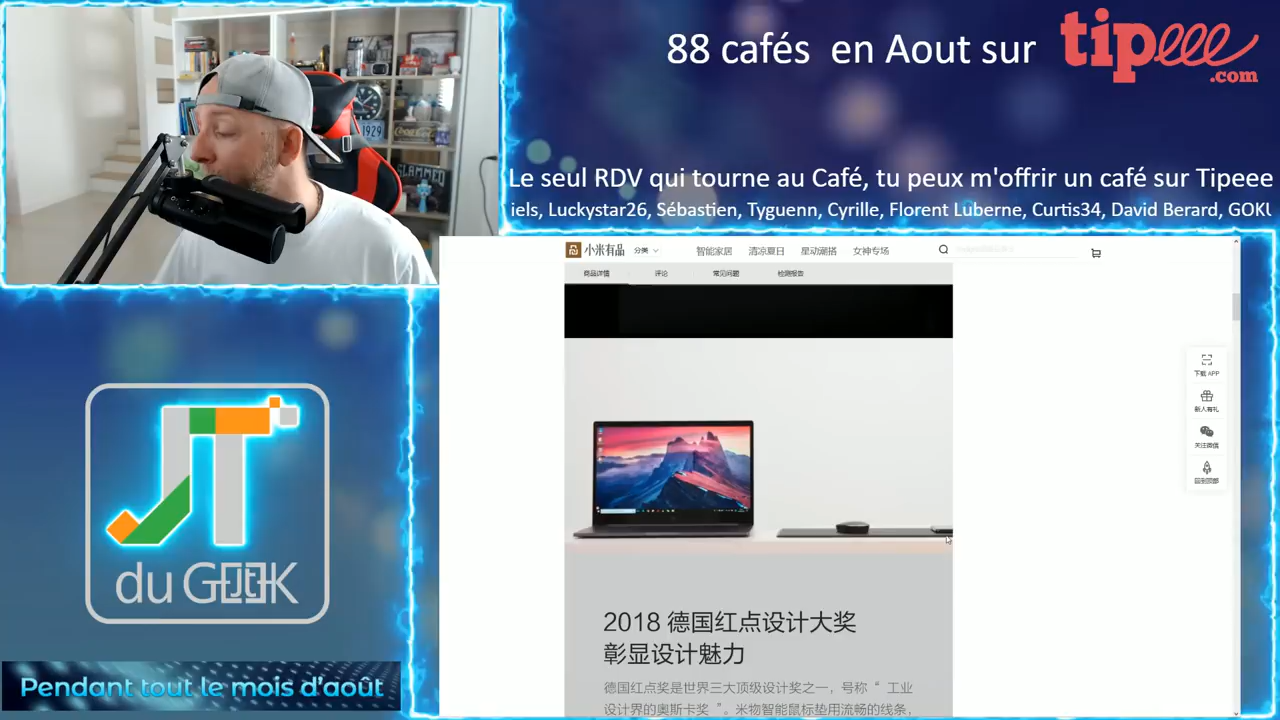 88 cafés en Aout sur
tipeee
.com
Le seul RDV qui tourne au Café, tu peux m'offrir un café sur Tipeee
iels, Luckystar26, Sébastien, Tyguenn, Cyrille, Florent Luberne, Curtis34, David Berard, GOKU
1929
SLAMMED
小米有品
分类
智能家居
清凉夏日
星动潮搭
女神专场
商品详情
评论
常见问题
检测报告
下载 APP
新人有礼
关注微信
回到顶部
2018 德国红点设计大奖
彰显设计魅力
德国红点奖是世界三大顶级设计奖之一，号称“ 工业
设计界的奥斯卡奖 ”。米物智能鼠标垫用流畅的线条，
JT
du GEEK
Pendant tout le mois d'août